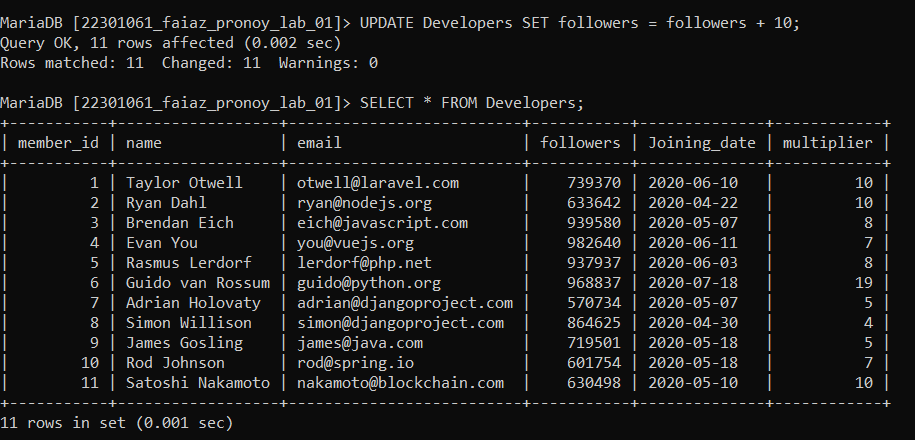 MariaDB [22301061_faiaz_pronoy_lab_01]> UPDATE Developers SET followers = followers + 10;
Query OK, 11 rows affected (0.002 sec)
Rows matched: 11  Changed: 11  Warnings: 0

MariaDB [22301061_faiaz_pronoy_lab_01]> SELECT * FROM Developers;
+-----------+------------------+--------------------------+-----------+--------------+------------+
| member_id | name             | email                    | followers | Joining_date | multiplier |
+-----------+------------------+--------------------------+-----------+--------------+------------+
|         1 | Taylor Otwell    | otwell@laravel.com       |    739370 | 2020-06-10   |         10 |
|         2 | Ryan Dahl        | ryan@nodejs.org          |    633642 | 2020-04-22   |         10 |
|         3 | Brendan Eich     | eich@javascript.com      |    939580 | 2020-05-07   |          8 |
|         4 | Evan You         | you@vuejs.org            |    982640 | 2020-06-11   |          7 |
|         5 | Rasmus Lerdorf   | lerdorf@php.net          |    937937 | 2020-06-03   |          8 |
|         6 | Guido van Rossum | guido@python.org         |    968837 | 2020-07-18   |         19 |
|         7 | Adrian Holovaty  | adrian@djangoproject.com |    570734 | 2020-05-07   |          5 |
|         8 | Simon Willison   | simon@djangoproject.com  |    864625 | 2020-04-30   |          4 |
|         9 | James Gosling    | james@java.com           |    719501 | 2020-05-18   |          5 |
|        10 | Rod Johnson      | rod@spring.io            |    601754 | 2020-05-18   |          7 |
|        11 | Satoshi Nakamoto | nakamoto@blockchain.com  |    630498 | 2020-05-10   |         10 |
+-----------+------------------+--------------------------+-----------+--------------+------------+
11 rows in set (0.001 sec)